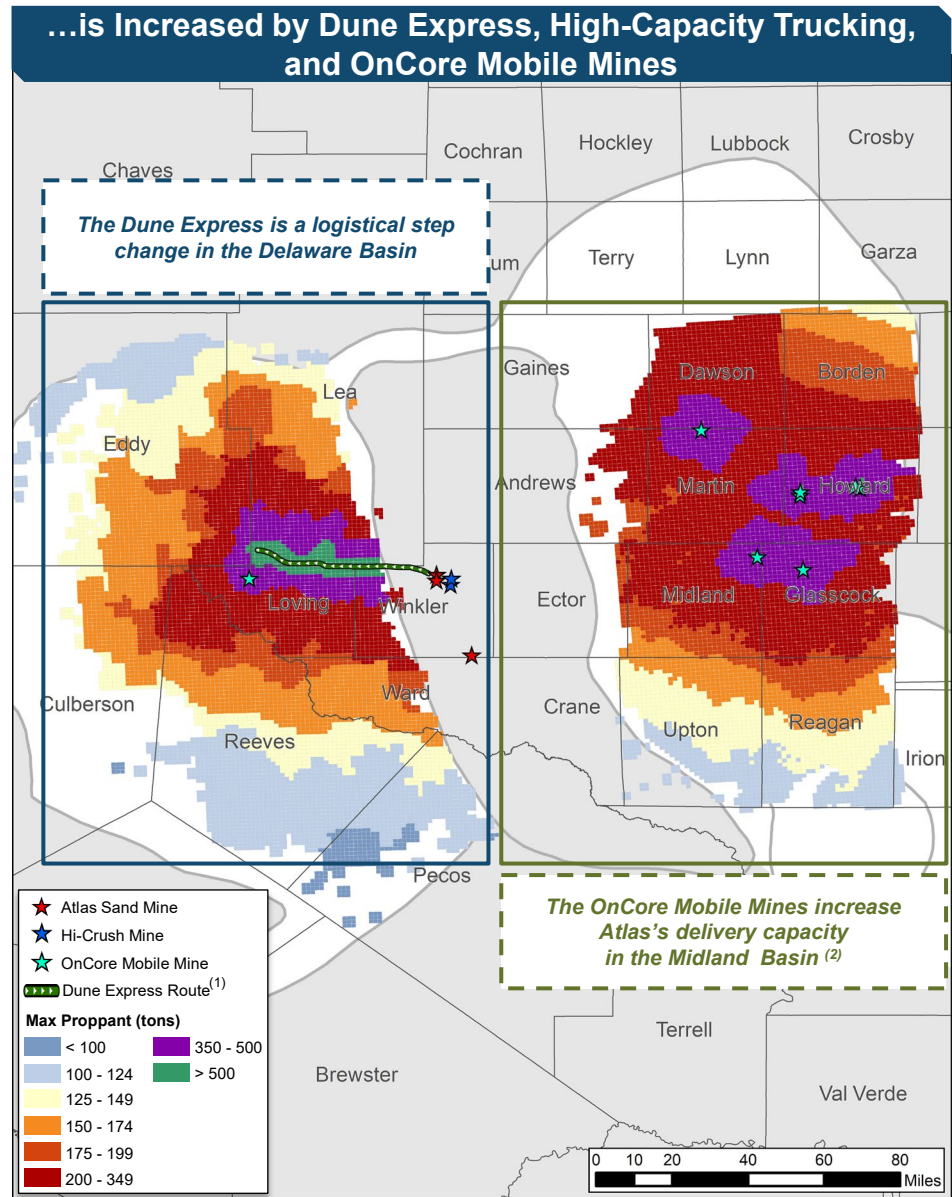 ...is Increased by Dune Express, High-Capacity Trucking,
and OnCore Mobile Mines
Cochran
Hockley
Lubbock
Crosby
Chaves
The Dune Express is a logistical step
change in the Delaware Basin
um
Terry
Lynn
Garza
Gaines
Dawson
Borden
Lea
Eddy
Andrews
Martin
Howard
Loving
Winkler
Ector
Midland
Glasscock
Culberson
Ward
Crane
Reeves
Upton
Reagan
Irion
Pecos
The OnCore Mobile Mines increase
Atlas's delivery capacity
in the Midland Basin (2)
Atlas Sand Mine
Hi-Crush Mine
OnCore Mobile Mine
Dune Express Route(1)
Max Proppant (tons)
< 100
100 - 124
125 - 149
150 - 174
175 - 199
200 - 349
350 - 500
> 500
Terrell
Brewster
Val Verde
0 10 20 40 60 80
Miles